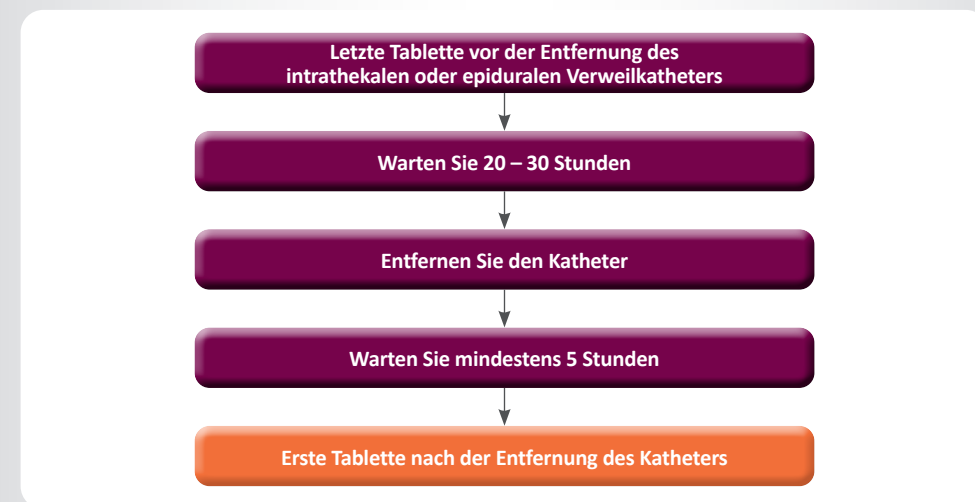 Letzte Tablette vor der Entfernung des
intrathekalen oder epiduralen Verweilkatheters
Warten Sie 20 – 30 Stunden
Entfernen Sie den Katheter
Warten Sie mindestens 5 Stunden
Erste Tablette nach der Entfernung des Katheters